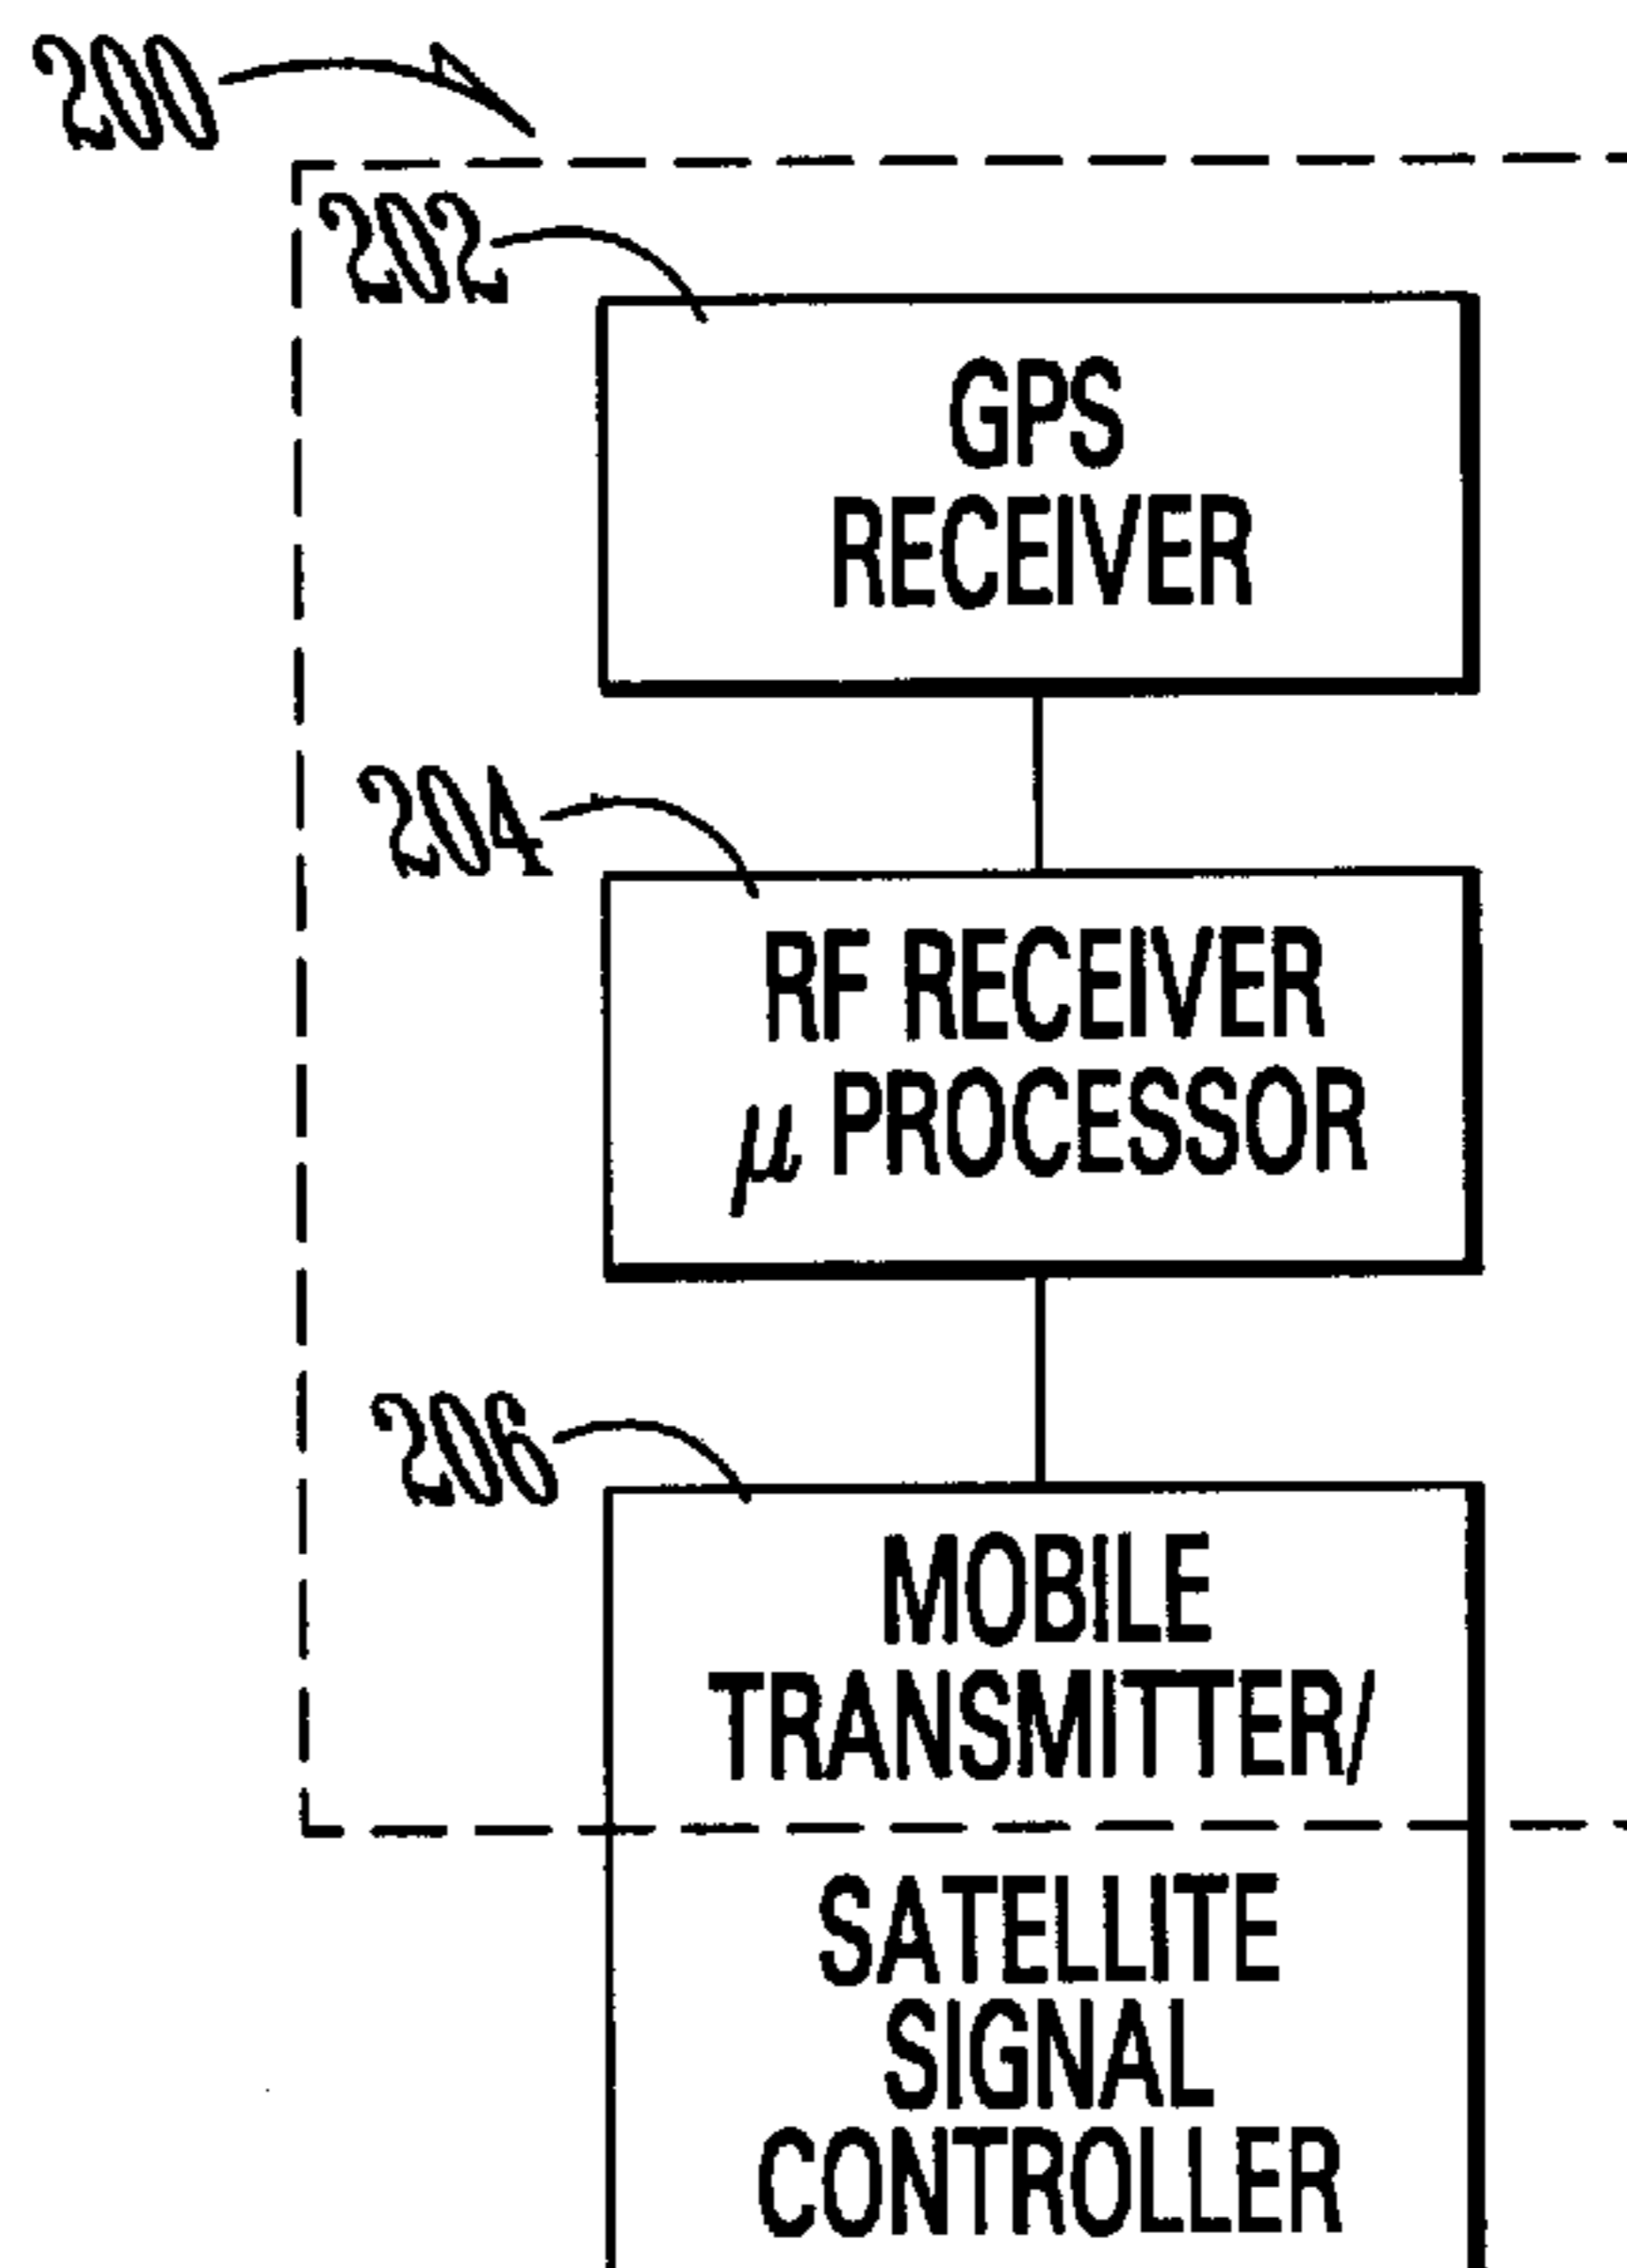 200
202
GPS
RECEIVER
204
RF RECEIVER
μ PROCESSOR
206
MOBILE
TRANSMITTER/
SATELLITE
SIGNAL
CONTROLLER